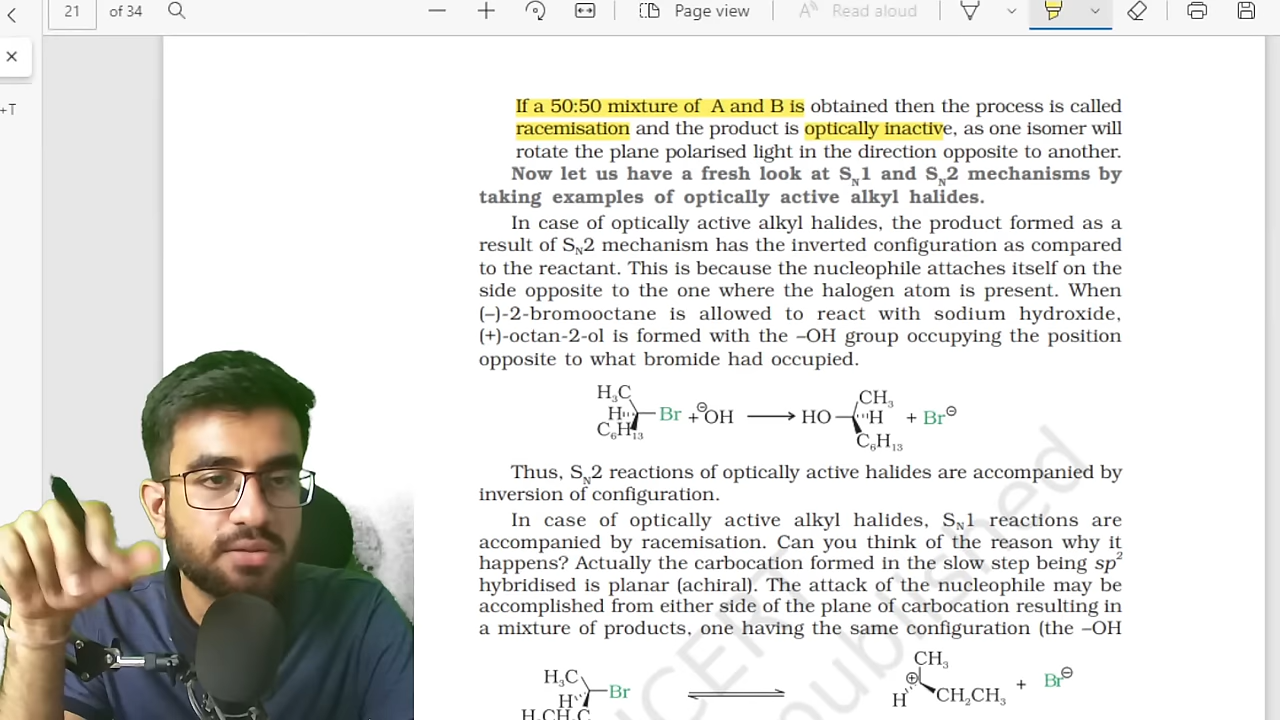 21 of 34 Page view Read aloud
+T
If a 50:50 mixture of A and B is obtained then the process is called
racemisation and the product is optically inactive, as one isomer will
rotate the plane polarised light in the direction opposite to another.
Now let us have a fresh look at SN1 and SN2 mechanisms by
taking examples of optically active alkyl halides.
In case of optically active alkyl halides, the product formed as a
result of SN2 mechanism has the inverted configuration as compared
to the reactant. This is because the nucleophile attaches itself on the
side opposite to the one where the halogen atom is present. When
(–)-2-bromooctane is allowed to react with sodium hydroxide,
(+)-octan-2-ol is formed with the –OH group occupying the position
opposite to what bromide had occupied.
H3C CH3
H Br + ⊖OH HO H + Br⊖
C6H13 C6H13
Thus, SN2 reactions of optically active halides are accompanied by
inversion of configuration.
In case of optically active alkyl halides, SN1 reactions are
accompanied by racemisation. Can you think of the reason why it
happens? Actually the carbocation formed in the slow step being sp2
hybridised is planar (achiral). The attack of the nucleophile may be
accomplished from either side of the plane of carbocation resulting in
a mixture of products, one having the same configuration (the –OH
CH3
H3C Br ⊕ + Br⊖
H H CH2CH3
H3CH2C
NCERT
published